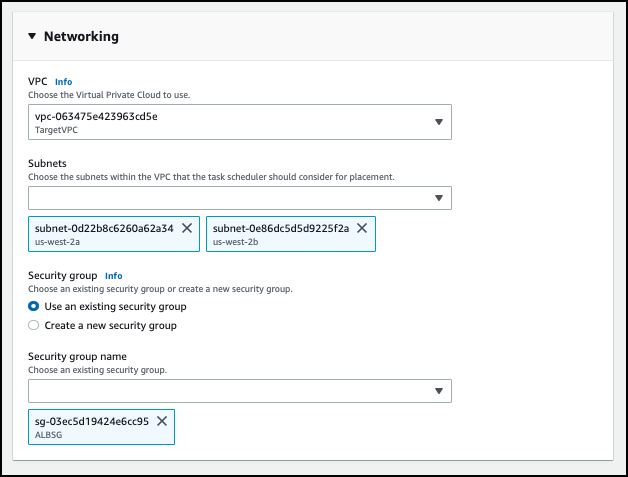 Networking
VPC Info
Choose the Virtual Private Cloud to use.
vpc-063475e423963cd5e
TargetVPC
Subnets
Choose the subnets within the VPC that the task scheduler should consider for placement.
subnet-0d22b8c6260a62a34 subnet-0e86dc5d5d9225f2a
us-west-2a us-west-2b
Security group Info
Choose an existing security group or create a new security group.
Use an existing security group
Create a new security group
Security group name
Choose an existing security group.
sg-03ec5d19424e6cc95
ALBSG